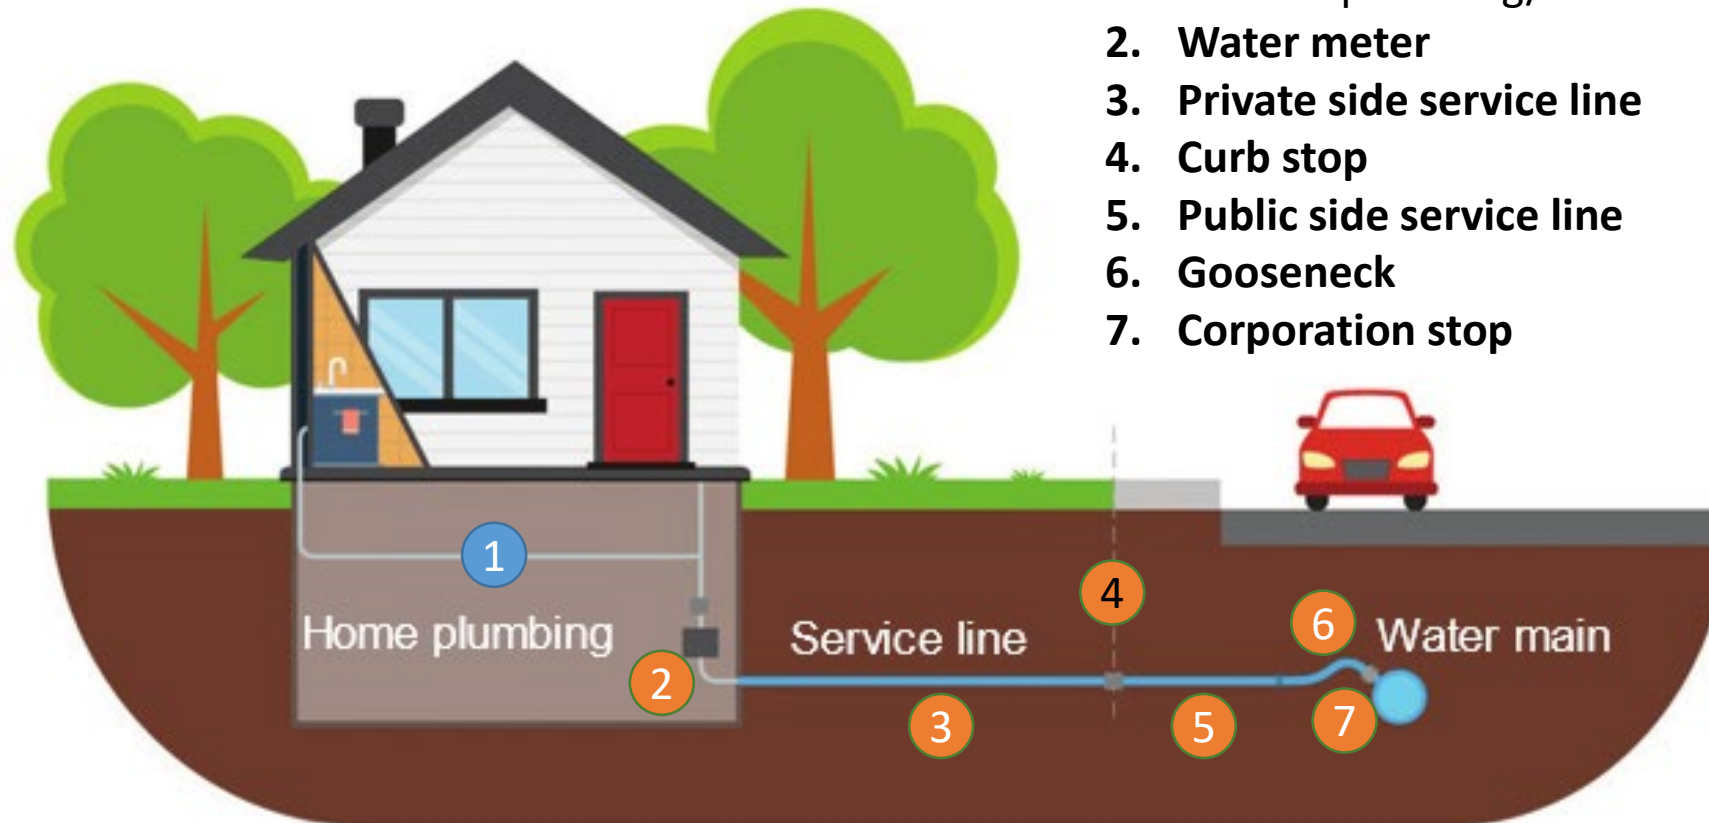 2. Water meter
3. Private side service line
4. Curb stop
5. Public side service line
6. Gooseneck
7. Corporation stop
1
4
6
Home plumbing
Service line
Water main
2
3
5
7